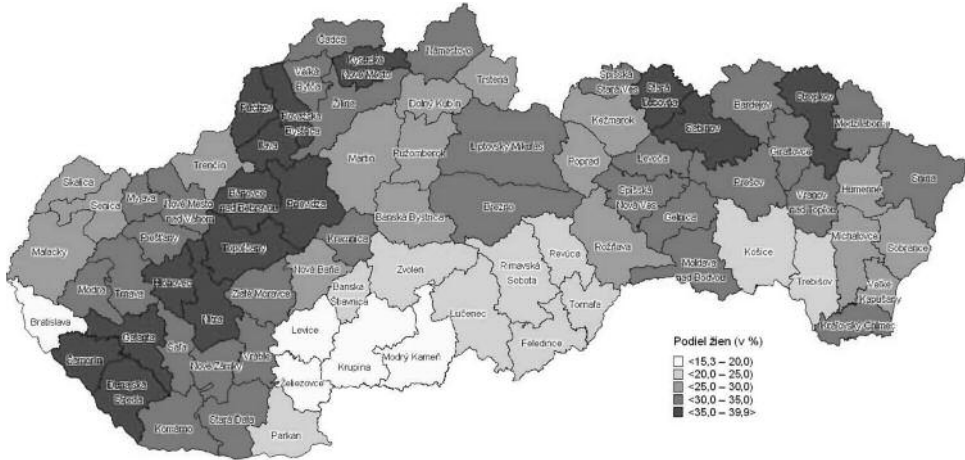 Čadca
Námestovo
Kysucké
Nové Mesto
Veľká
Bytča
Trstená
Púchov
Žilina
Dolný Kubín
Považská
Bystrica
Ilava
Spišská
Stará Ves
Stará
Ľubovňa
Bardejov
Stropkov
Medzilaborce
Kežmarok
Sabinov
Giraltovce
Trenčín
Martin
Ružomberok
Liptovský Mikuláš
Poprad
Levoča
Prešov
Snina
Skalica
Senica
Myjava
Nové Mesto
nad Váhom
Bánovce
nad Bebravou
Prievidza
Banská Bystrica
Brezno
Spišská
Nová Ves
Gelnica
Vranov
nad Topľou
Humenné
Malacky
Piešťany
Topoľčany
Kremnica
Rožňava
Michalovce
Sobrance
Modra
Trnava
Hlohovec
Zlaté Moravce
Nová Baňa
Banská
Štiavnica
Zvolen
Rimavská
Sobota
Revúca
Moldava
nad Bodvou
Košice
Trebišov
Veľké
Kapušany
Bratislava
Galanta
Nitra
Levice
Lučenec
Tornaľa
Kráľovský Chlmec
Šamorín
Šaľa
Vráble
Nové Zámky
Krupina
Modrý Kameň
Feledince
Dunajská
Streda
Želiezovce
Komárno
Stará Ďala
Parkan
Podiel žien (v %)
<15,3 – 20,0)
<20,0 – 25,0)
<25,0 – 30,0)
<30,0 – 35,0)
<35,0 – 39,9>